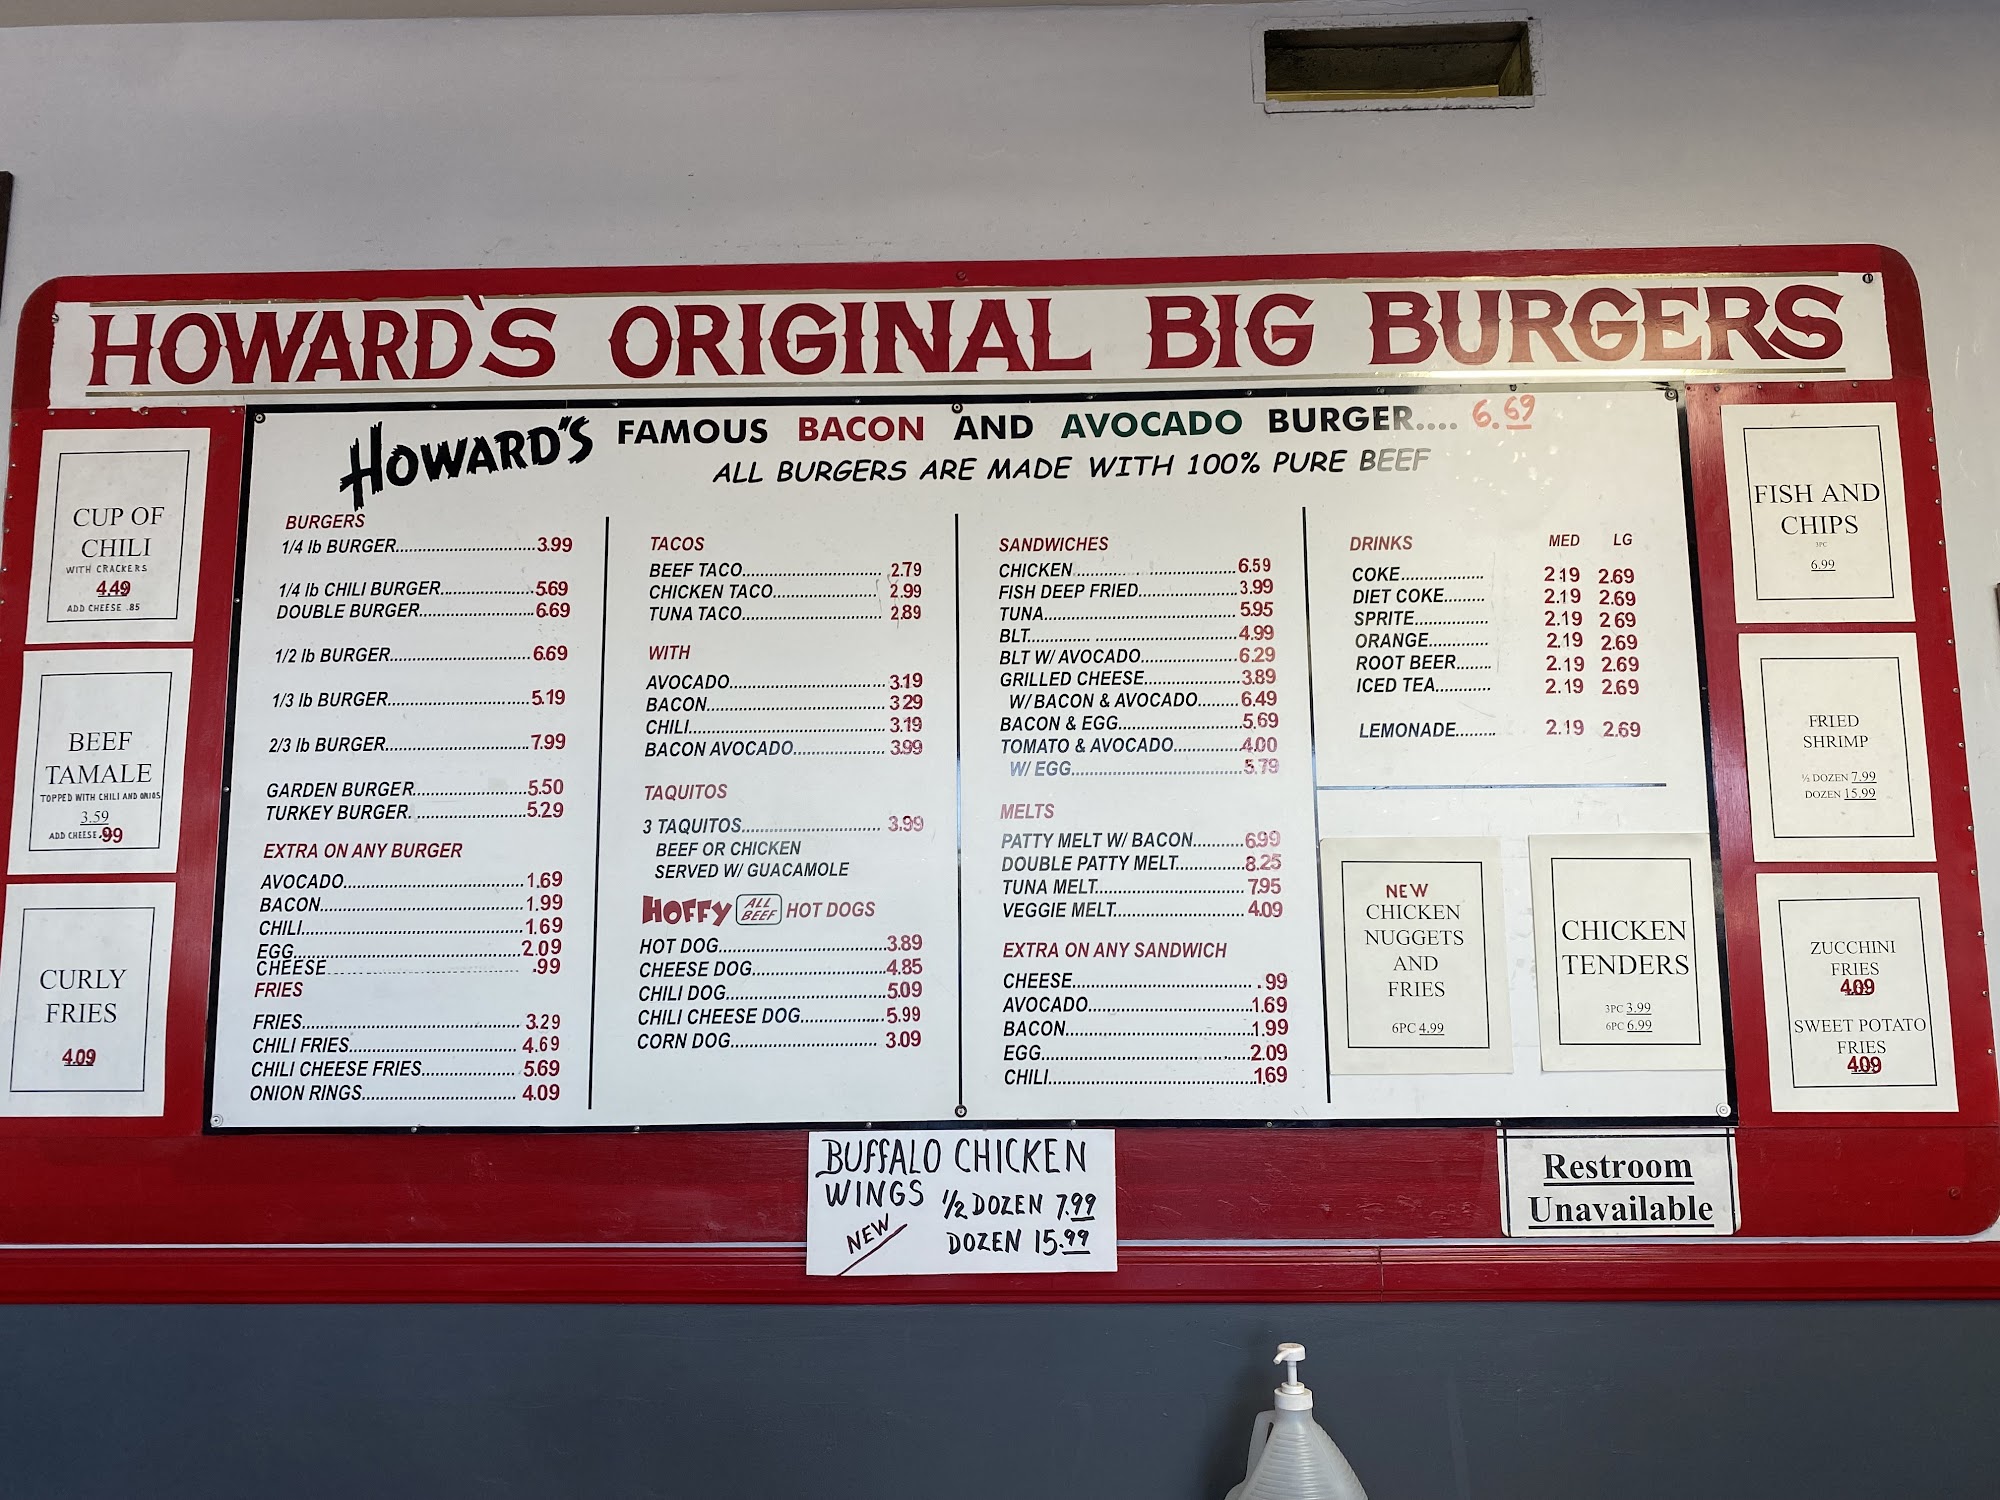 HOWARD'S ORIGINAL BIG BURGERS
HOWARD'S FAMOUS BACON AND AVOCADO BURGER.... 6.69
ALL BURGERS ARE MADE WITH 100% PURE BEEF
CUP OF
CHILI
WITH CRACKERS
4.49
ADD CHEESE .85
BEEF
TAMALE
TOPPED WITH CHILI AND ONIOS
3.59
ADD CHEESE .99
CURLY
FRIES
4.09
BURGERS
1/4 lb BURGER 3.99
1/4 lb CHILI BURGER 5.69
DOUBLE BURGER 6.69
1/2 lb BURGER 6.69
1/3 lb BURGER 5.19
2/3 lb BURGER 7.99
GARDEN BURGER 5.50
TURKEY BURGER 5.29
EXTRA ON ANY BURGER
AVOCADO 1.69
BACON 1.99
CHILI 1.69
EGG 2.09
CHEESE .99
FRIES
FRIES 3.29
CHILI FRIES 4.69
CHILI CHEESE FRIES 5.69
ONION RINGS 4.09
TACOS
BEEF TACO 2.79
CHICKEN TACO 2.99
TUNA TACO 2.89
WITH
AVOCADO 3.19
BACON 3.29
CHILI 3.19
BACON AVOCADO 3.99
TAQUITOS
3 TAQUITOS 3.99
BEEF OR CHICKEN
SERVED W/ GUACAMOLE
HOFFY ALL BEEF HOT DOGS
HOT DOG 3.89
CHEESE DOG 4.85
CHILI DOG 5.09
CHILI CHEESE DOG 5.99
CORN DOG 3.09
SANDWICHES
CHICKEN 6.59
FISH DEEP FRIED 3.99
TUNA 5.95
BLT 4.99
BLT W/ AVOCADO 6.29
GRILLED CHEESE 3.89
W/ BACON & AVOCADO 6.49
BACON & EGG 5.69
TOMATO & AVOCADO 4.00
W/ EGG 5.79
MELTS
PATTY MELT W/ BACON 6.99
DOUBLE PATTY MELT 8.25
TUNA MELT 7.95
VEGGIE MELT 4.09
EXTRA ON ANY SANDWICH
CHEESE .99
AVOCADO 1.69
BACON 1.99
EGG 2.09
CHILI 1.69
DRINKS MED LG
COKE 2.19 2.69
DIET COKE 2.19 2.69
SPRITE 2.19 2.69
ORANGE 2.19 2.69
ROOT BEER 2.19 2.69
ICED TEA 2.19 2.69
LEMONADE 2.19 2.69
NEW
CHICKEN
NUGGETS
AND
FRIES
6PC 4.99
CHICKEN
TENDERS
3PC 3.99
6PC 6.99
FISH AND
CHIPS
3PC
6.99
FRIED
SHRIMP
½ DOZEN 7.99
DOZEN 15.99
ZUCCHINI
FRIES
4.09
SWEET POTATO
FRIES
4.09
BUFFALO CHICKEN
WINGS 1/2 DOZEN 7.99
NEW DOZEN 15.99
Restroom
Unavailable